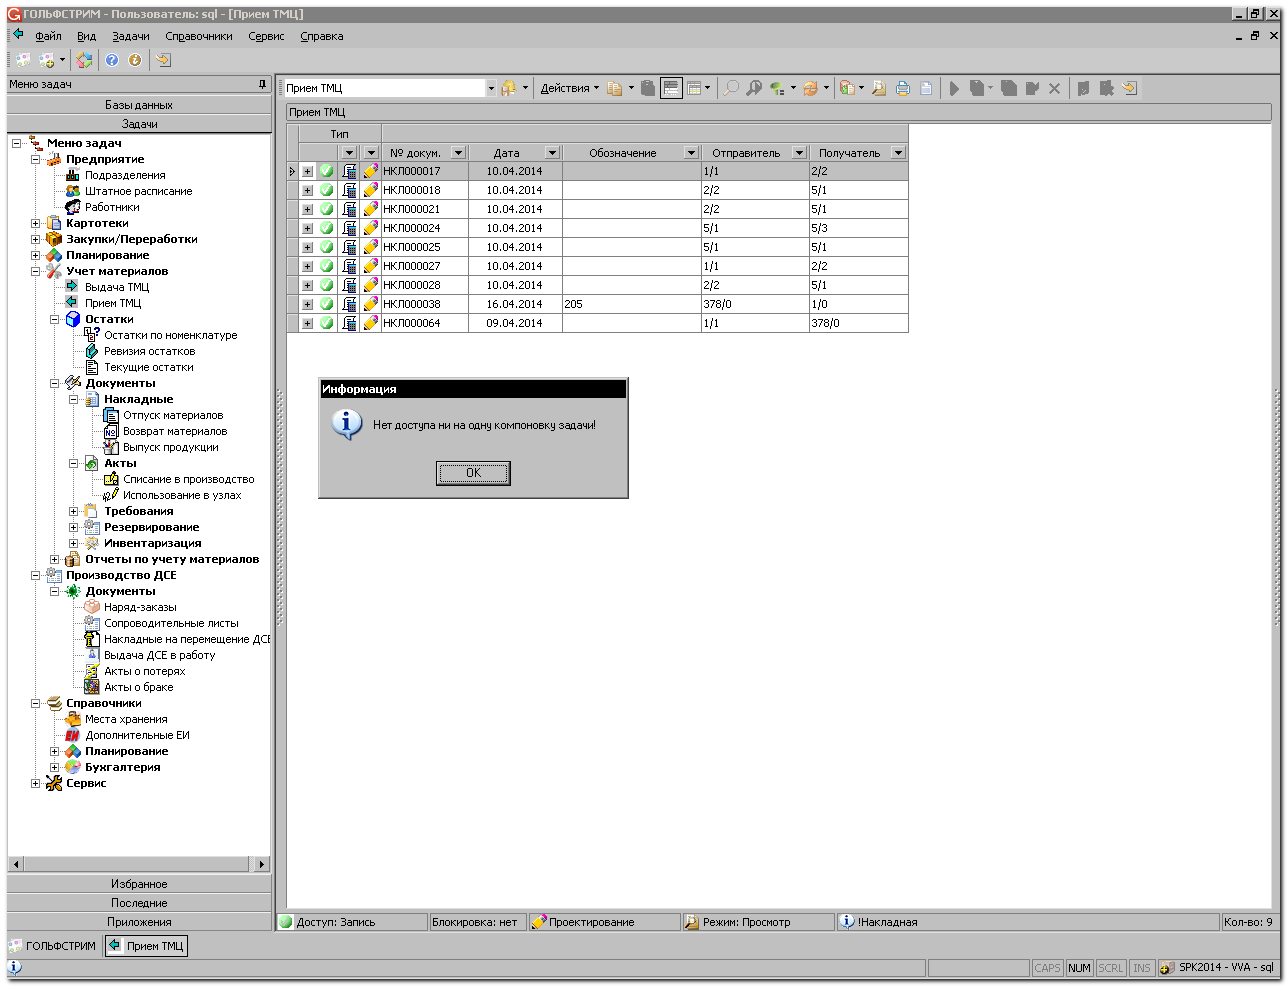 ГОЛЬФСТРИМ - Пользователь: sql - [Прием ТМЦ]
Файл Вид Задачи Справочники Сервис Справка
Меню задач
Базы данных
Задачи
Меню задач
Предприятие
Подразделения
Штатное расписание
Работники
Картотеки
Закупки/Переработки
Планирование
Учет материалов
Выдача ТМЦ
Прием ТМЦ
Остатки
Остатки по номенклатуре
Ревизия остатков
Текущие остатки
Документы
Накладные
Отпуск материалов
Возврат материалов
Выпуск продукции
Акты
Списание в производство
Использование в узлах
Требования
Резервирование
Инвентаризация
Отчеты по учету материалов
Производство ДСЕ
Документы
Наряд-заказы
Сопроводительные листы
Накладные на перемещение ДСЕ
Выдача ДСЕ в работу
Акты о потерях
Акты о браке
Справочники
Места хранения
Дополнительные ЕИ
Планирование
Бухгалтерия
Сервис
Избранное
Последние
Приложения
Прием ТМЦ Действия
Прием ТМЦ
Тип
№ докум. Дата Обозначение Отправитель Получатель
НКЛ000017 10.04.2014 1/1 2/2
НКЛ000018 10.04.2014 2/2 5/1
НКЛ000021 10.04.2014 2/2 5/1
НКЛ000024 10.04.2014 5/1 5/3
НКЛ000025 10.04.2014 5/1 5/1
НКЛ000027 10.04.2014 1/1 2/2
НКЛ000028 10.04.2014 2/2 5/1
НКЛ000038 16.04.2014 205 378/0 1/0
НКЛ000064 09.04.2014 1/1 378/0
Информация
Нет доступа ни на одну компоновку задачи!
OK
Доступ: Запись Блокировка: нет Проектирование Режим: Просмотр !Накладная Кол-во: 9
ГОЛЬФСТРИМ Прием ТМЦ
CAPS NUM SCRL INS SPK2014 - VVA - sql